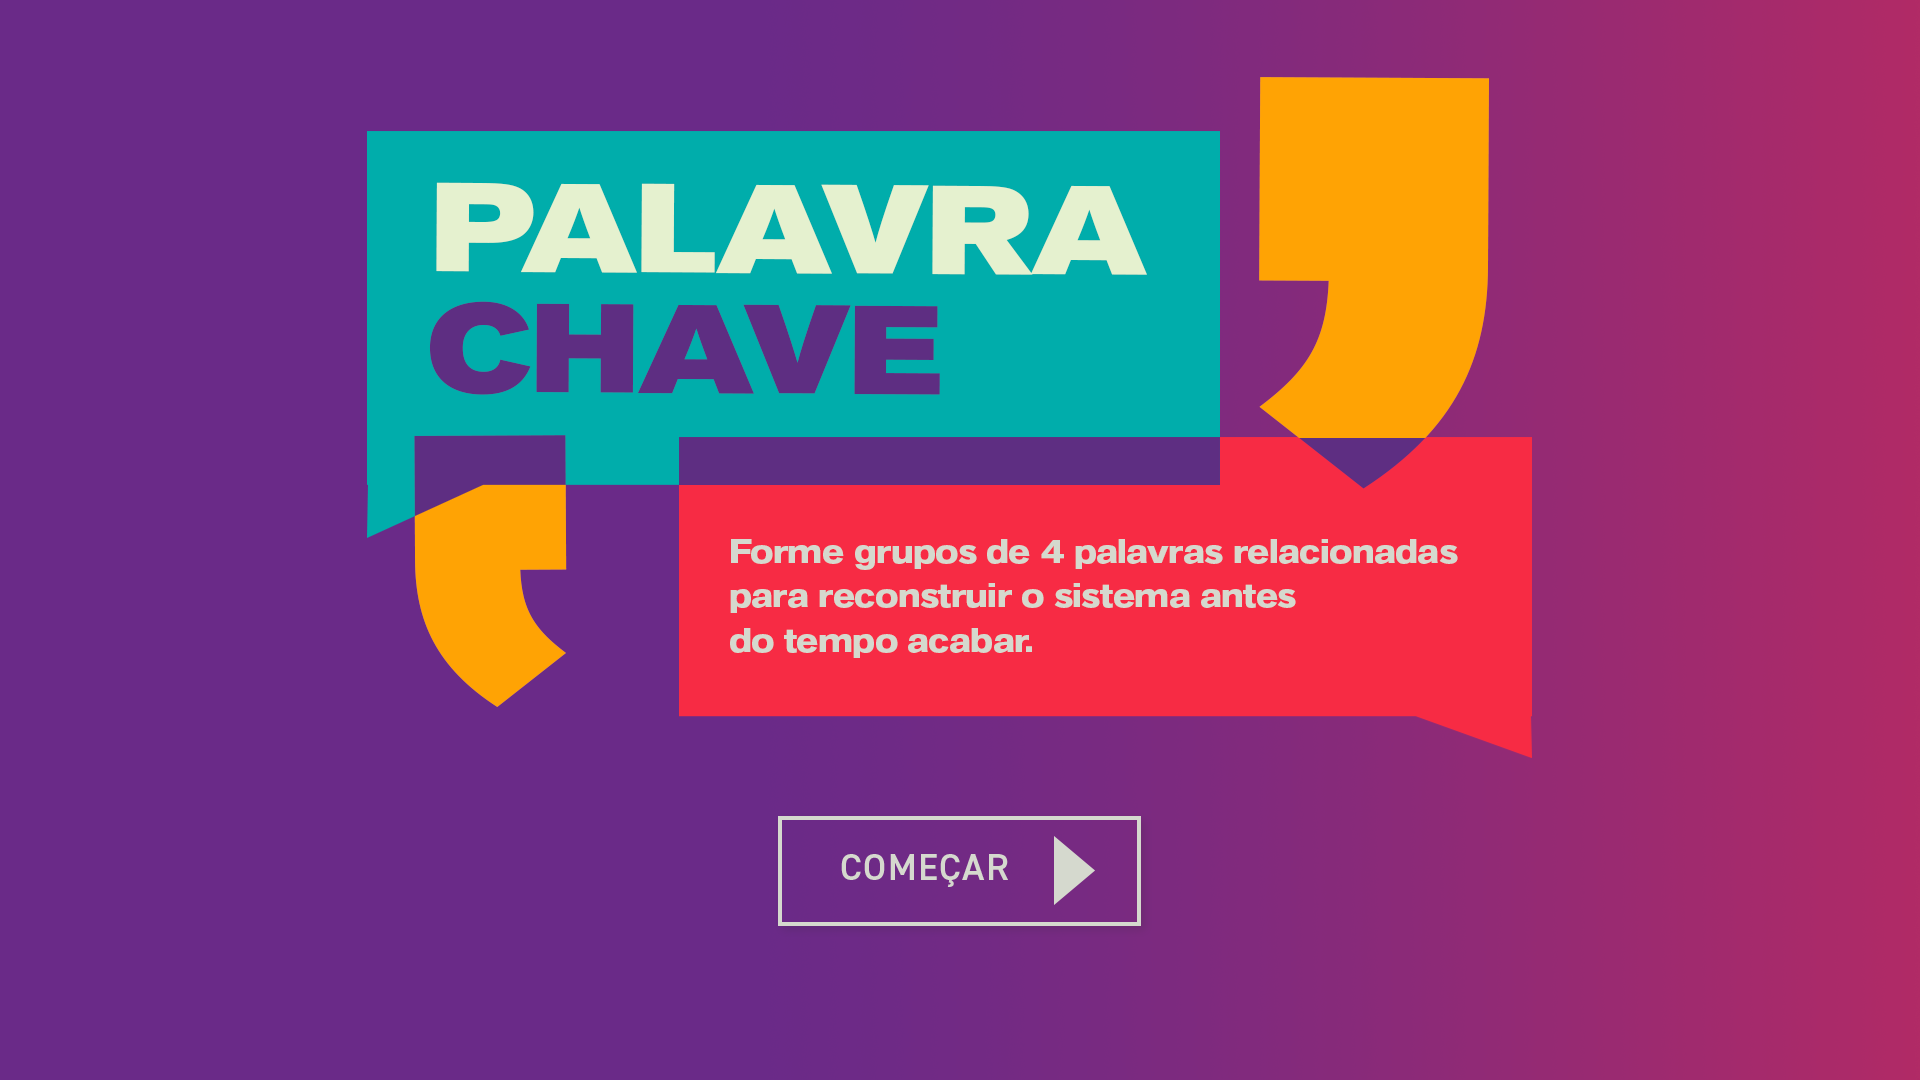 PALAVRA
CHAVE
Forme grupos de 4 palavras relacionadas
para reconstruir o sistema antes
do tempo acabar.
COMEÇAR